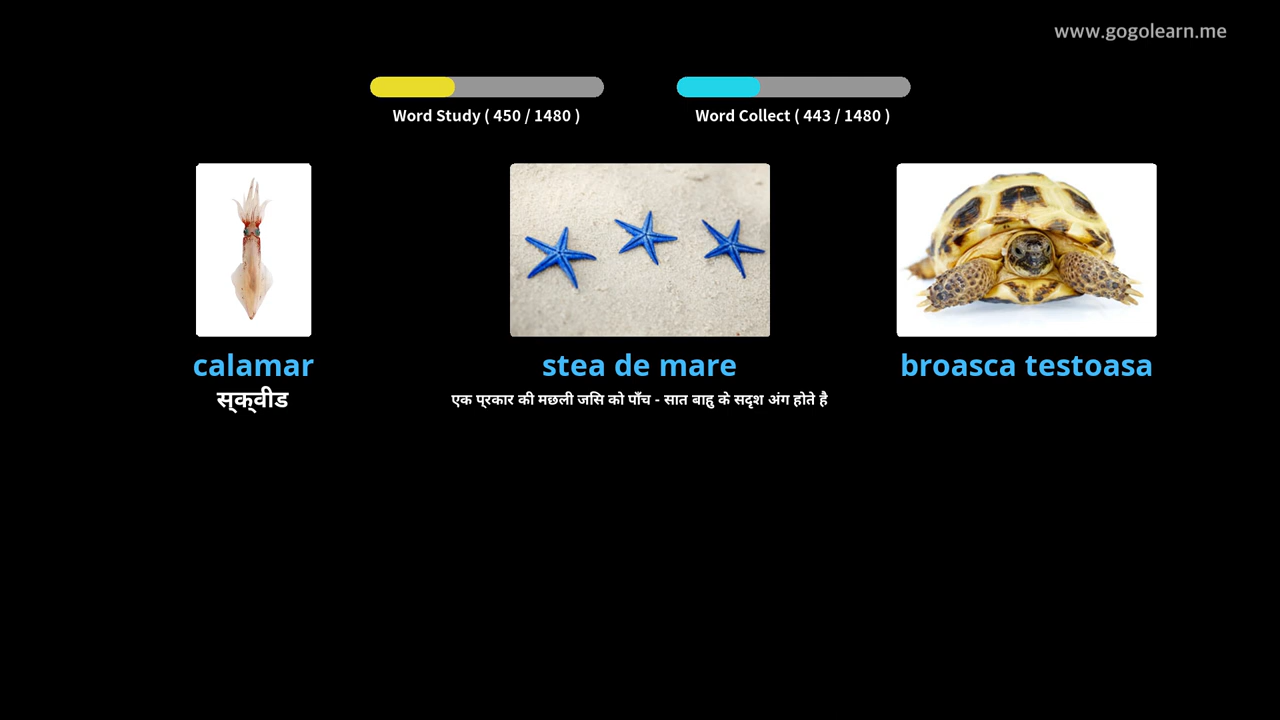 www.gogolearn.me
Word Study ( 450 / 1480 )
Word Collect ( 443 / 1480 )
calamar
stea de mare
broasca testoasa
स्क्वीड
एक प्रकार की मछली जिस को पाँच - सात बाहु के सदृश अंग होते है